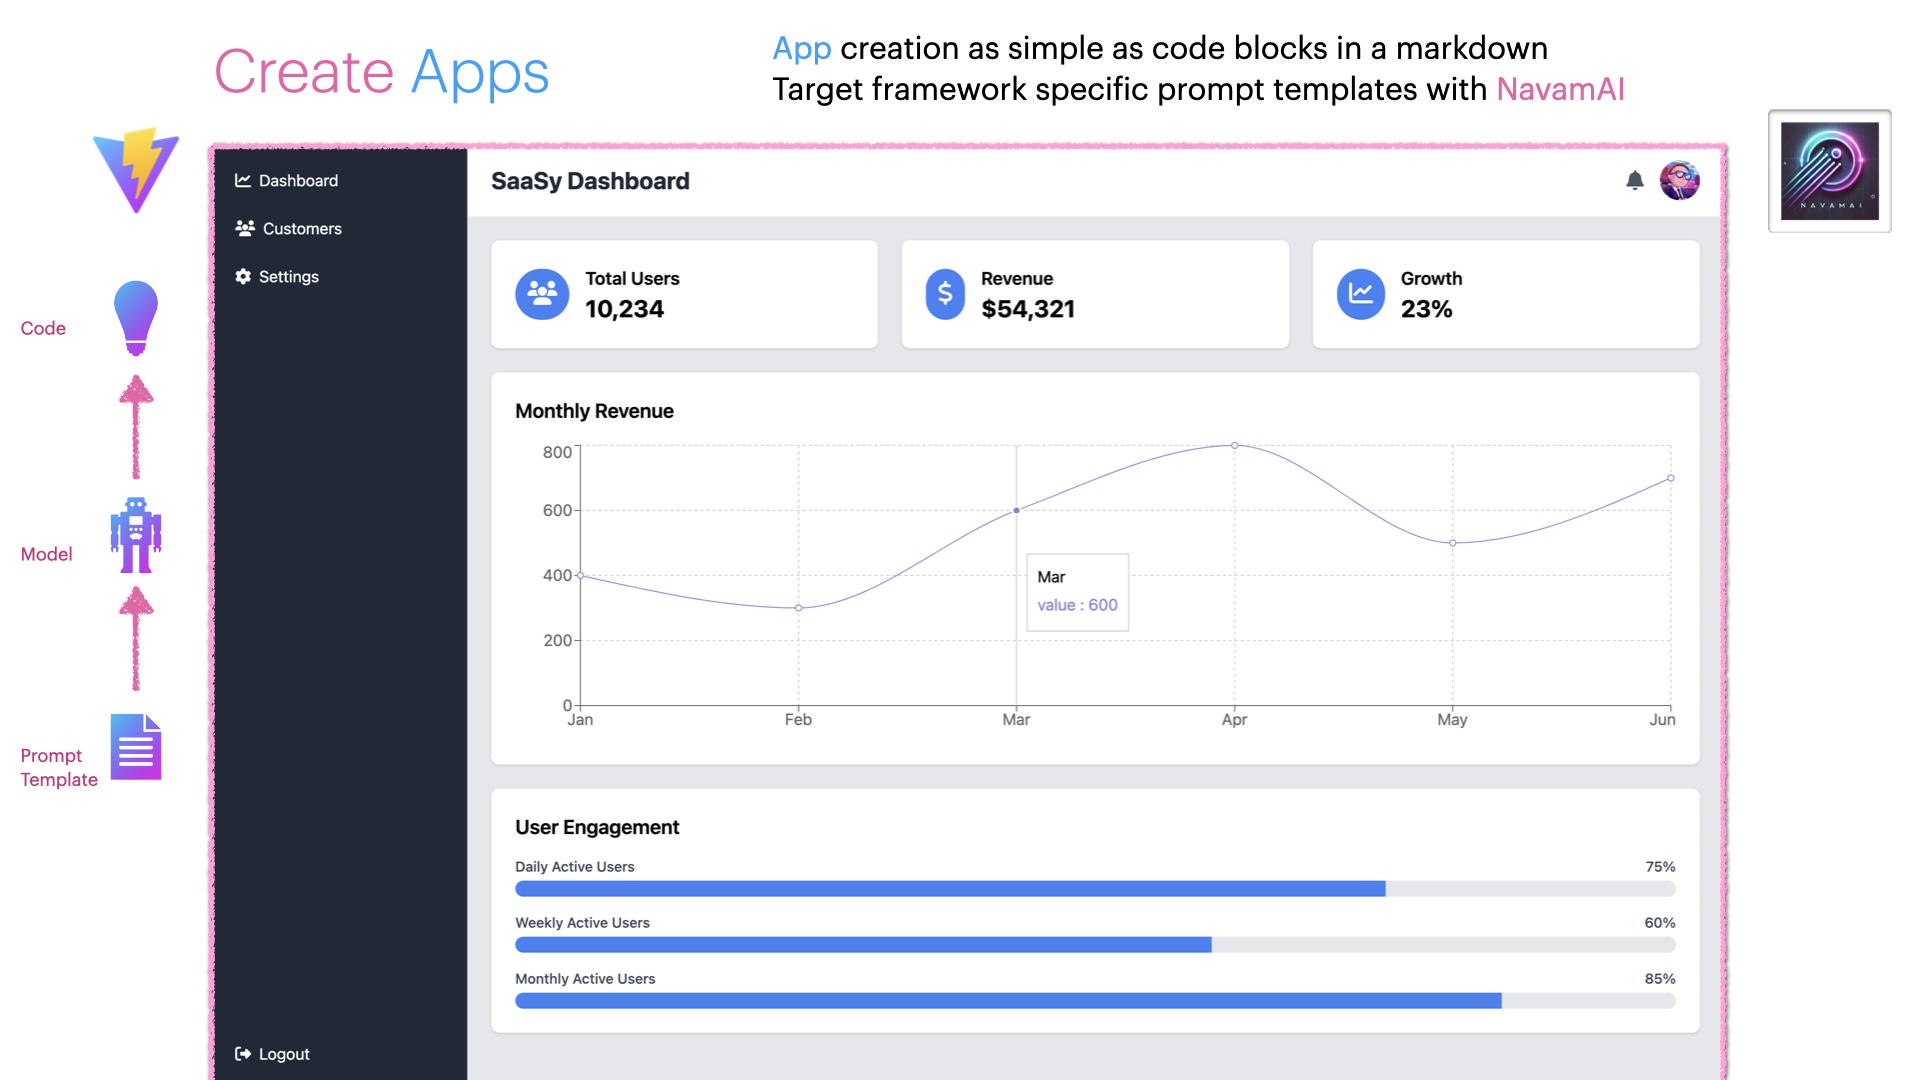 Create Apps
App creation as simple as code blocks in a markdown
Target framework specific prompt templates with NavamAI
NAVAMAI
Code
Model
Prompt
Template
Dashboard
Customers
Settings
Logout
SaaSy Dashboard
Total Users
10,234
Revenue
$54,321
Growth
23%
Monthly Revenue
800
600
400
200
0
Jan Feb Mar Apr May Jun
Mar
value : 600
User Engagement
Daily Active Users 75%
Weekly Active Users 60%
Monthly Active Users 85%